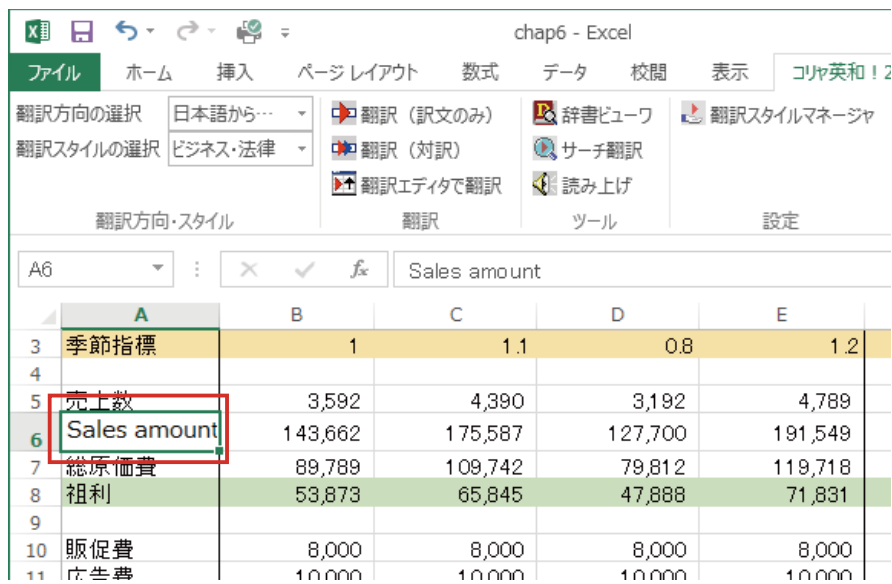 chap6 - Excel
ファイル ホーム 挿入 ページ レイアウト 数式 データ 校閲 表示 コリャ英和！2
翻訳方向の選択 日本語から… 翻訳（訳文のみ） 辞書ビューワ 翻訳スタイルマネージャ
翻訳スタイルの選択 ビジネス・法律 翻訳（対訳） サーチ翻訳
翻訳エディタで翻訳 読み上げ
翻訳方向・スタイル 翻訳 ツール 設定
A6 fx Sales amount
A B C D E
3 季節指標 1 1.1 0.8 1.2
4
5 売上数 3,592 4,390 3,192 4,789
6 Sales amount 143,662 175,587 127,700 191,549
7 総原価費 89,789 109,742 79,812 119,718
8 祖利 53,873 65,845 47,888 71,831
9
10 販促費 8,000 8,000 8,000 8,000
11 広告費 10,000 10,000 10,000 10,000